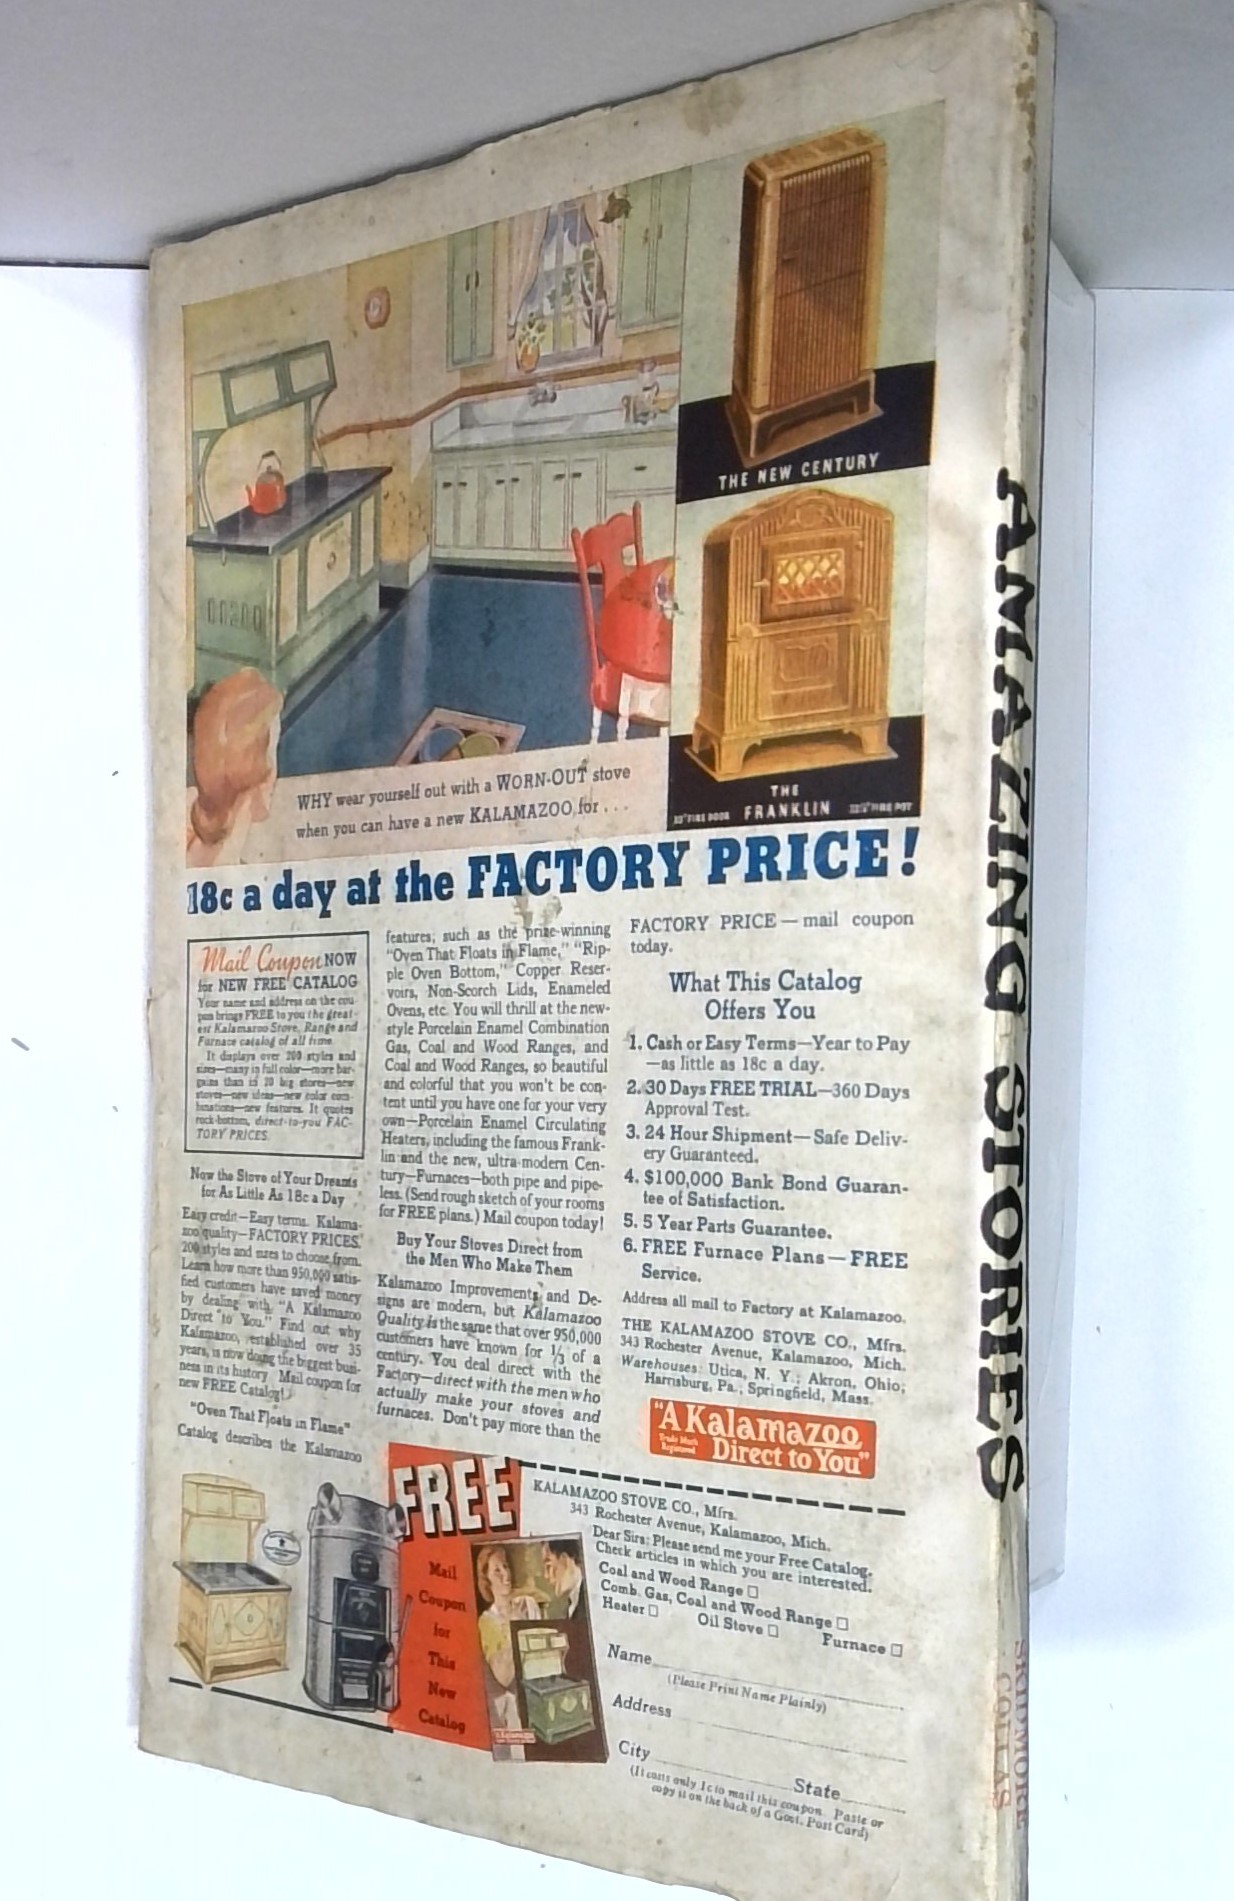 THE NEW CENTURY
THE
FRANKLIN
WHY wear yourself out with a WORN-OUT stove
when you can have a new KALAMAZOO for . . .
18c a day at the FACTORY PRICE!
Mail Coupon NOW
for NEW FREE CATALOG
Your name and address on the cou-
pon brings FREE to you the great-
est Kalamazoo Stove, Range and
Furnace catalog of all time.
It displays over 200 styles and
sizes—many in full color—more bar-
gains than in 20 big stores—new
stoves—new ideas—new color com-
binations—new features. It quotes
rock-bottom, direct-to-you FAC-
TORY PRICES.
Now the Stove of Your Dreams
for As Little As 18c a Day
Easy credit—Easy terms. Kalama-
zoo quality—FACTORY PRICES.
200 styles and sizes to choose from.
Learn how more than 950,000 satis-
fied customers have saved money
by dealing with "A Kalamazoo
Direct to You." Find out why
Kalamazoo, established over 35
years, is now doing the biggest busi-
ness in its history. Mail coupon for
new FREE Catalog!
"Oven That Floats in Flame"
Catalog describes the Kalamazoo
features, such as the prize-winning
"Oven That Floats in Flame," "Rip-
ple Oven Bottom," Copper Reser-
voirs, Non-Scorch Lids, Enameled
Ovens, etc. You will thrill at the new-
style Porcelain Enamel Combination
Gas, Coal and Wood Ranges, and
Coal and Wood Ranges, so beautiful
and colorful that you won't be con-
tent until you have one for your very
own—Porcelain Enamel Circulating
Heaters, including the famous Frank-
lin and the new, ultra-modern Cen-
tury—Furnaces—both pipe and pipe-
less. (Send rough sketch of your rooms
for FREE plans.) Mail coupon today!
Buy Your Stoves Direct from
the Men Who Make Them
Kalamazoo Improvements and De-
signs are modern, but Kalamazoo
Quality is the same that over 950,000
customers have known for 1/3 of a
century. You deal direct with the
Factory—direct with the men who
actually make your stoves and
furnaces. Don't pay more than the
FACTORY PRICE — mail coupon
today.
What This Catalog
Offers You
1. Cash or Easy Terms—Year to Pay
—as little as 18c a day.
2. 30 Days FREE TRIAL—360 Days
Approval Test.
3. 24 Hour Shipment—Safe Deliv-
ery Guaranteed.
4. $100,000 Bank Bond Guaran-
tee of Satisfaction.
5. 5 Year Parts Guarantee.
6. FREE Furnace Plans — FREE
Service.
Address all mail to Factory at Kalamazoo.
THE KALAMAZOO STOVE CO., Mfrs.
343 Rochester Avenue, Kalamazoo, Mich.
Warehouses: Utica, N. Y.; Akron, Ohio;
Harrisburg, Pa.; Springfield, Mass.
"A Kalamazoo
Trade Mark
Registered
Direct to You"
FREE
Mail
Coupon
for
This
New
Catalog
KALAMAZOO STOVE CO., Mfrs.
343 Rochester Avenue, Kalamazoo, Mich.
Dear Sirs: Please send me your Free Catalog.
Check articles in which you are interested.
Coal and Wood Range □
Comb. Gas, Coal and Wood Range □
Heater □ Oil Stove □ Furnace □
Name
(Please Print Name Plainly)
Address
City State
(It costs only 1c to mail this coupon. Paste or
copy it on the back of a Govt. Post Card)
AMAZING STORIES
SKIDMORE
COLLAS